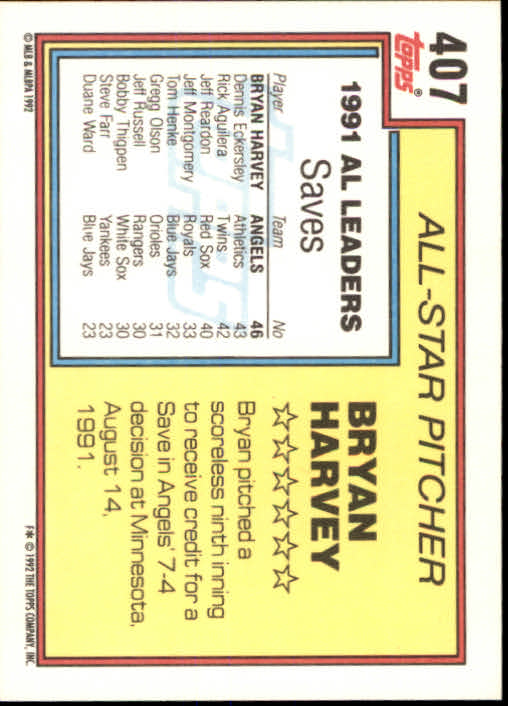 407
TOPPS®
ALL-STAR PITCHER
1991 AL LEADERS
Saves
Player Team No
BRYAN HARVEY ANGELS 46
Dennis Eckersley Athletics 43
Rick Aguilera Twins 42
Jeff Reardon Red Sox 40
Jeff Montgomery Royals 33
Tom Henke Blue Jays 32
Gregg Olson Orioles 31
Jeff Russell Rangers 30
Bobby Thigpen White Sox 30
Steve Farr Yankees 23
Duane Ward Blue Jays 23
BRYAN
HARVEY
Bryan pitched a
scoreless ninth inning
to receive credit for a
Save in Angels' 7-4
decision at Minnesota,
August 14,
1991.
© MLB & MLBPA 1992
F* © 1992 THE TOPPS COMPANY, INC.